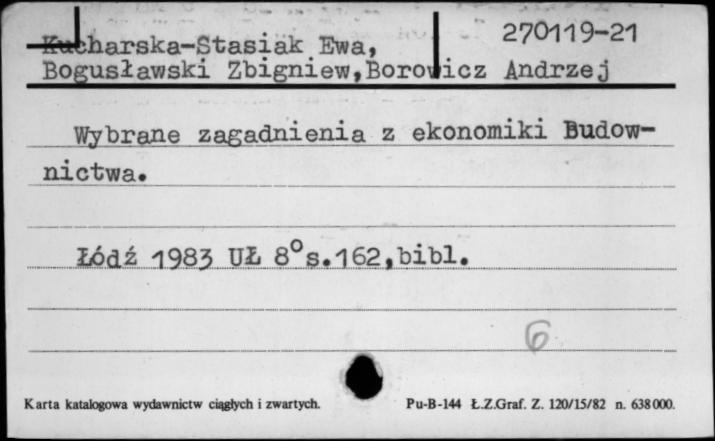 270119-21
Kucharska-Stasiak Ewa,
Bogusławski Zbigniew,Borowicz Andrzej
Wybrane zagadnienia z ekonomiki Budow-
nictwa.
Łódź 1983 UŁ 8° s.162,bibl.
6
Karta katalogowa wydawnictw ciągłych i zwartych. Pu-B-144 Ł.Z.Graf. Z. 120/15/82 n. 638000.